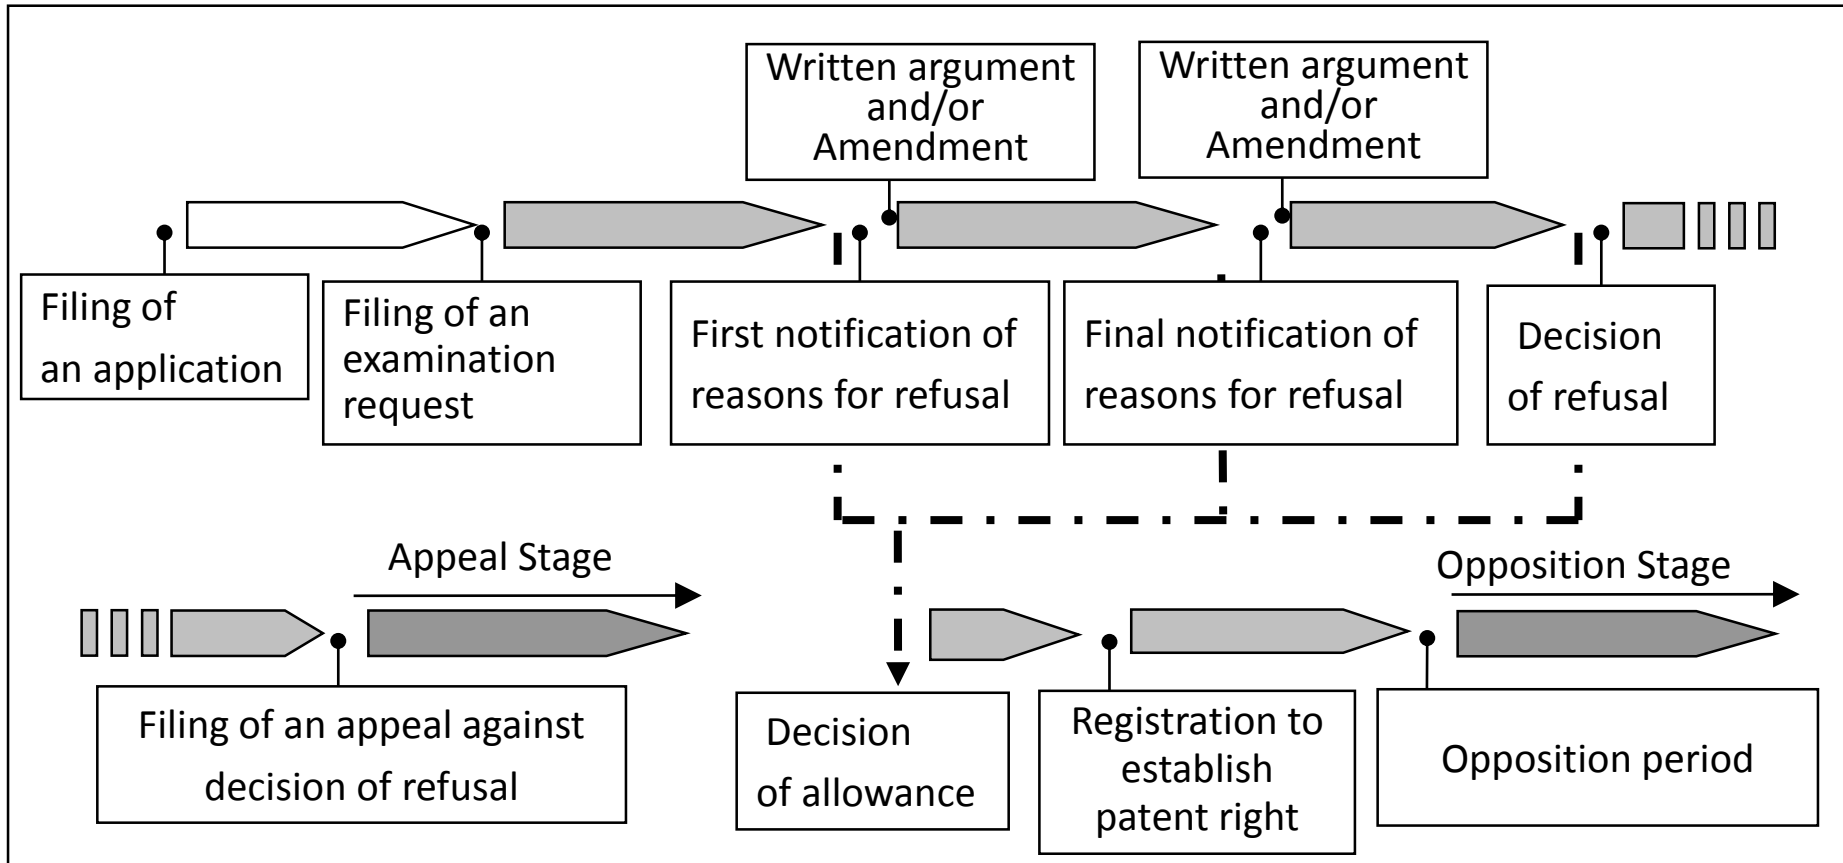 Written argument
and/or
Amendment
Written argument
and/or
Amendment
Filing of
an application
Filing of an
examination
request
First notification of
reasons for refusal
Final notification of
reasons for refusal
Decision
of refusal
Appeal Stage
Opposition Stage
Filing of an appeal against
decision of refusal
Decision
of allowance
Registration to
establish
patent right
Opposition period